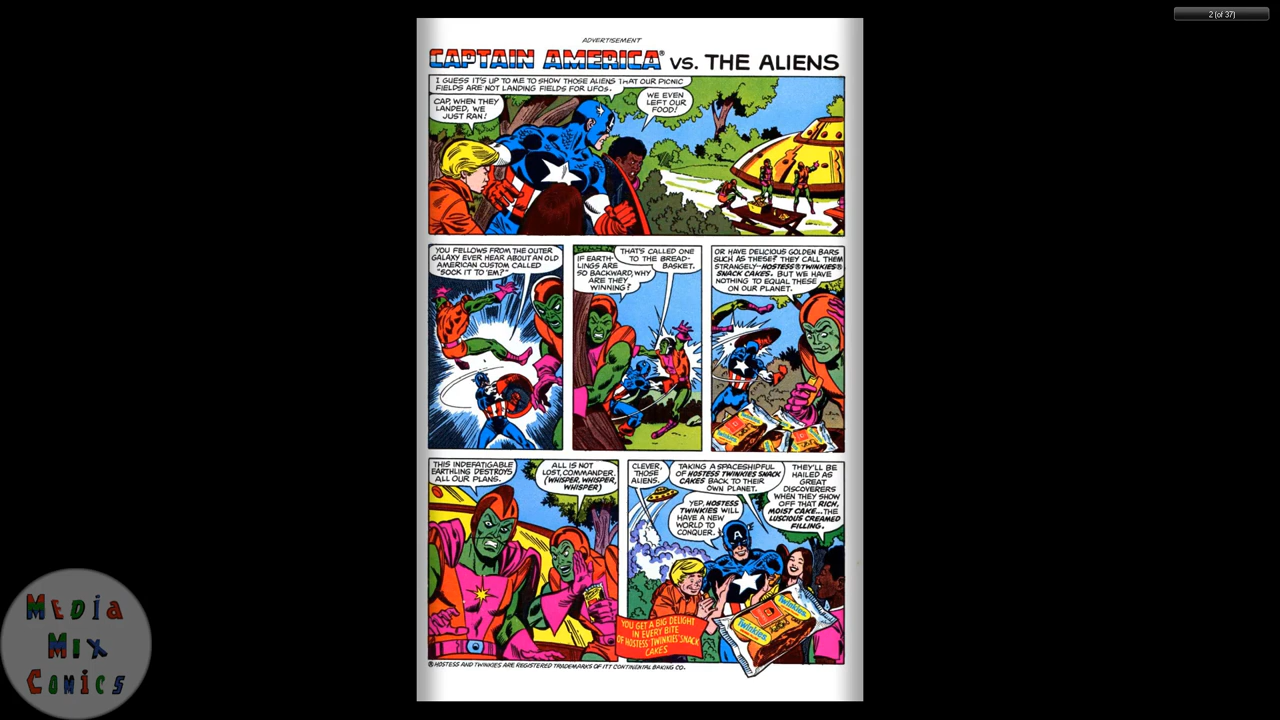 2 (of 37)
ADVERTISEMENT
CAPTAIN AMERICA® VS. THE ALIENS
I GUESS IT'S UP TO ME TO SHOW THOSE ALIENS THAT OUR PICNIC
FIELDS ARE NOT LANDING FIELDS FOR UFOs.
CAP, WHEN THEY
LANDED, WE
JUST RAN!
WE EVEN
LEFT OUR
FOOD!
YOU FELLOWS FROM THE OUTER
GALAXY EVER HEAR ABOUT AN OLD
AMERICAN CUSTOM CALLED
"SOCK IT TO 'EM?"
IF EARTH-
LINGS ARE
SO BACKWARD, WHY
ARE THEY
WINNING?
THAT'S CALLED ONE
TO THE BREAD-
BASKET.
OR HAVE DELICIOUS GOLDEN BARS
SUCH AS THESE? THEY CALL THEM
STRANGELY—HOSTESS® TWINKIES®
SNACK CAKES. BUT WE HAVE
NOTHING TO EQUAL THESE
ON OUR PLANET.
Twinkies
Twinkies
THIS INDEFATIGABLE
EARTHLING DESTROYS
ALL OUR PLANS.
ALL IS NOT
LOST, COMMANDER.
(WHISPER, WHISPER,
WHISPER)
CLEVER,
THOSE
ALIENS.
TAKING A SPACESHIPFUL
OF HOSTESS TWINKIES SNACK
CAKES BACK TO THEIR
OWN PLANET.
YEP, HOSTESS
TWINKIES WILL
HAVE A NEW
WORLD TO
CONQUER.
THEY'LL BE
HAILED AS
GREAT
DISCOVERERS
WHEN THEY SHOW
OFF THAT RICH,
MOIST CAKE...THE
LUSCIOUS CREAMED
FILLING.
A
Twinkies
Twinkies
YOU GET A BIG DELIGHT
IN EVERY BITE
OF HOSTESS TWINKIES SNACK
CAKES
®HOSTESS AND TWINKIES ARE REGISTERED TRADEMARKS OF ITT CONTINENTAL BAKING CO.
MEDIA
MIX
COMICS